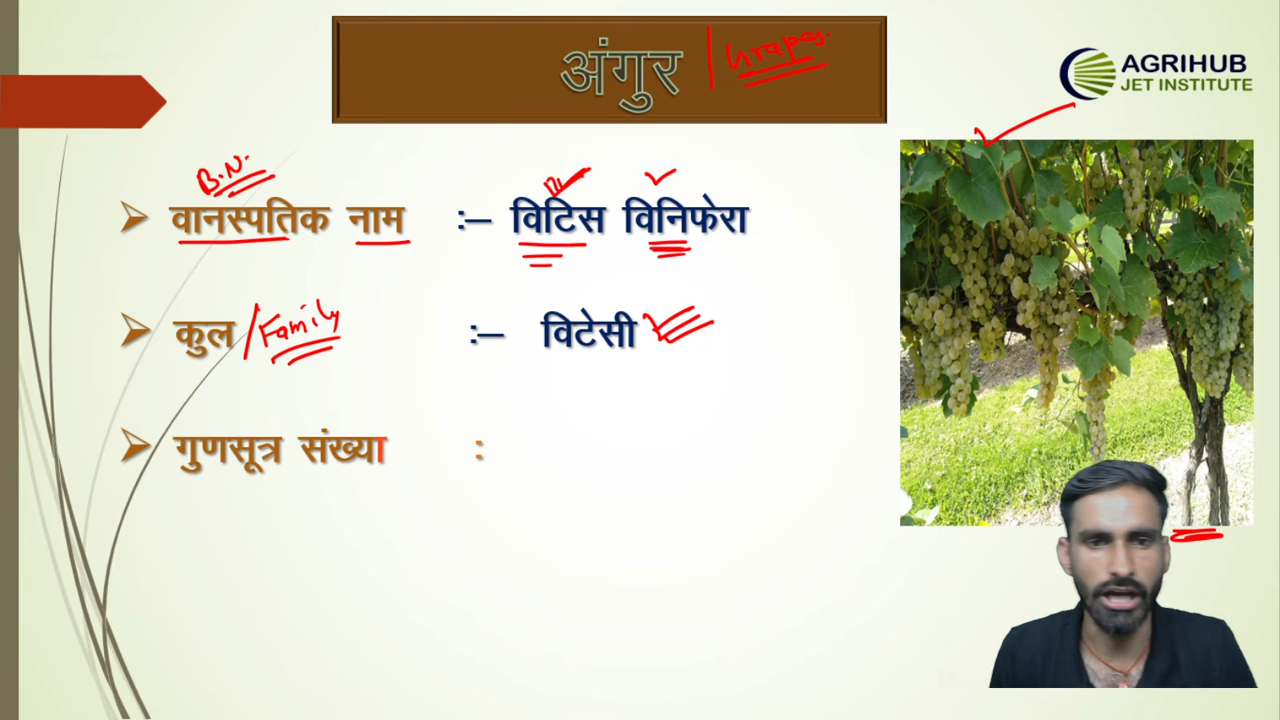 अंगुर | Grapes.
AGRIHUB
JET INSTITUTE
B.N.
वानस्पतिक नाम :– विटिस विनिफेरा
कुल / Family :– विटेसी
गुणसूत्र संख्या :